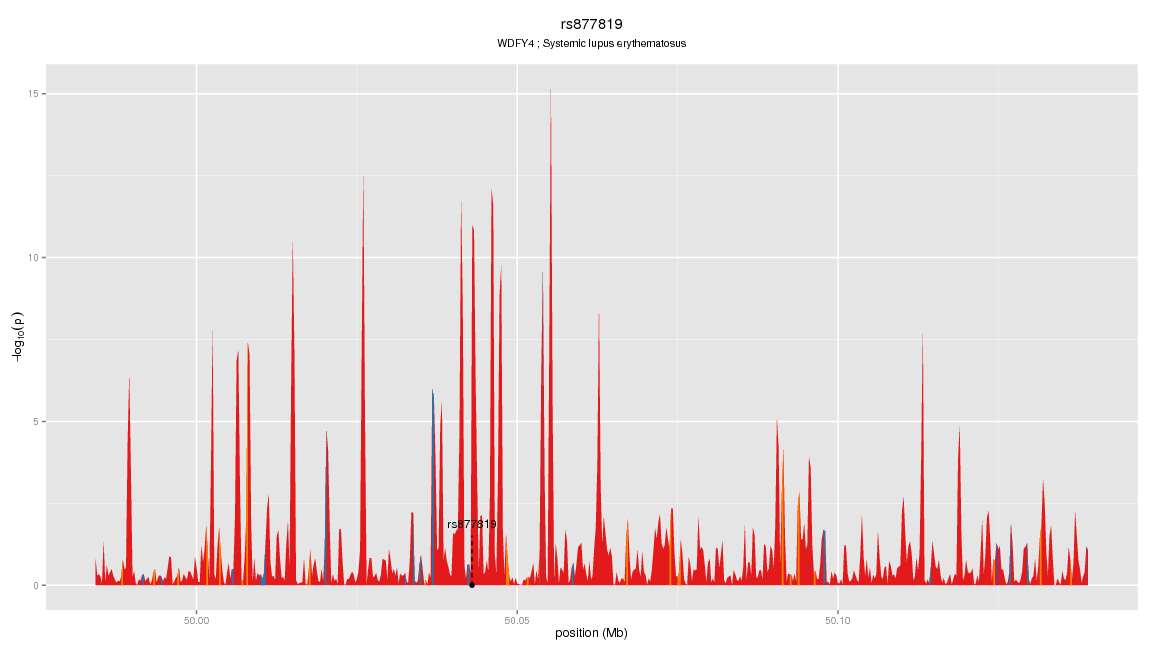 rs877819
WDFY4 ; Systemic lupus erythematosus
15
10
5
0
−log10(p)
rs877819
50.00
50.05
50.10
position (Mb)